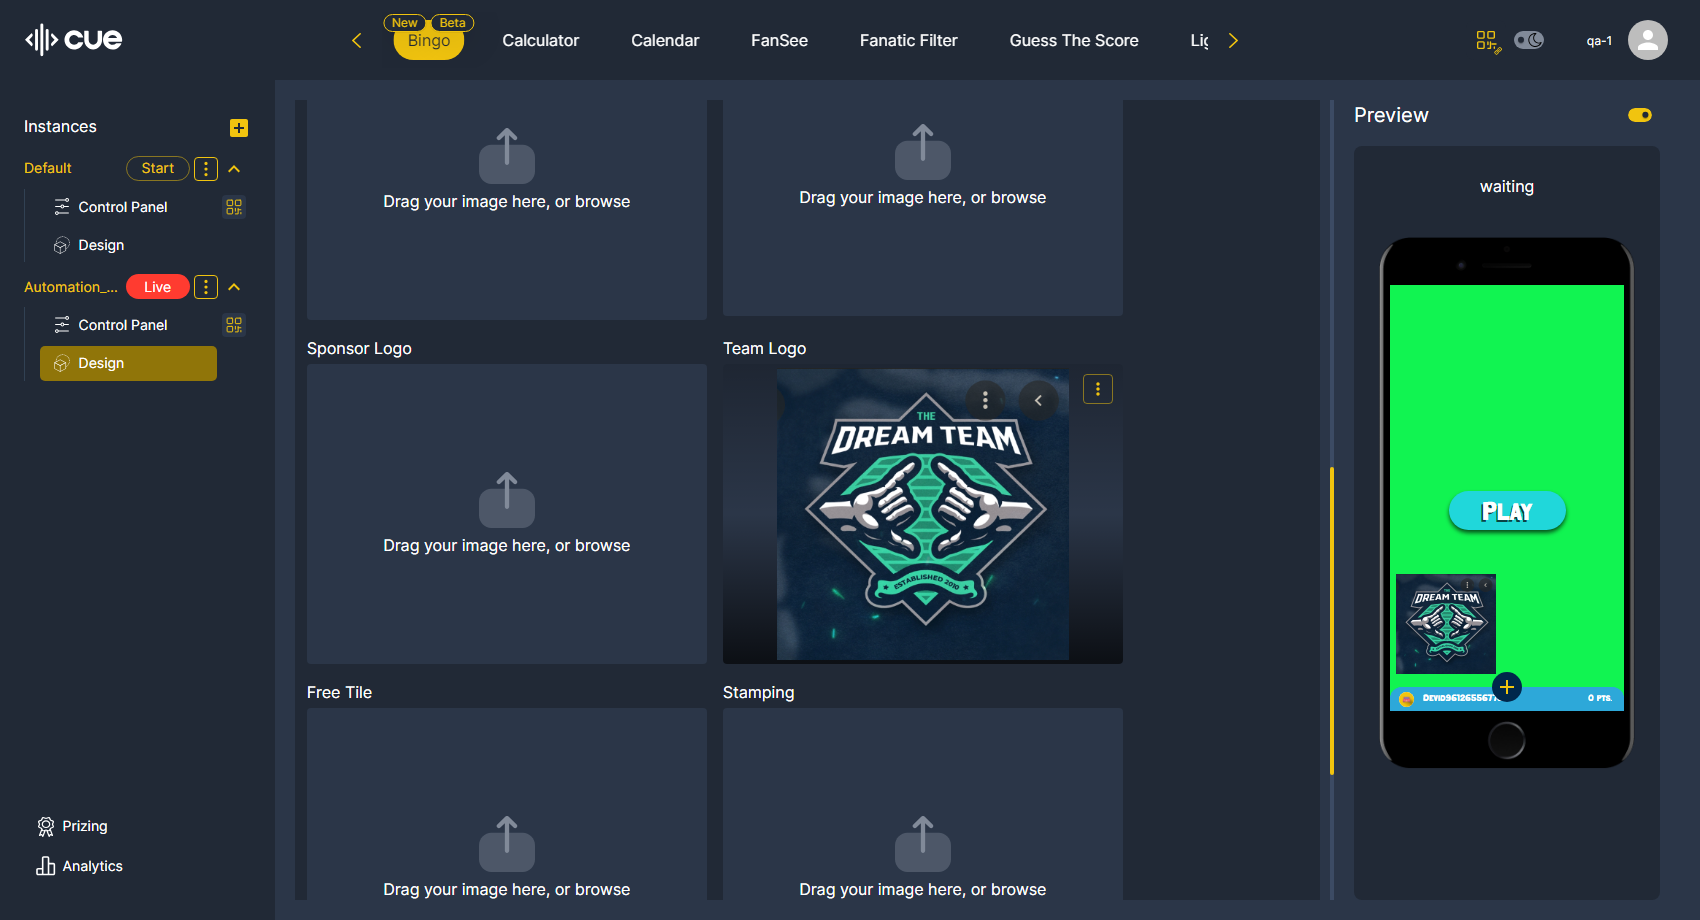 cue
New
Beta
Bingo
Calculator
Calendar
FanSee
Fanatic Filter
Guess The Score
Lig
qa-1
Instances
Default
Start
Control Panel
Design
Automation_...
Live
Control Panel
Design
Prizing
Analytics
Drag your image here, or browse
Drag your image here, or browse
Sponsor Logo
Team Logo
Drag your image here, or browse
THE
DREAM TEAM
ESTABLISHED 2010
Free Tile
Stamping
Drag your image here, or browse
Drag your image here, or browse
Preview
waiting
PLAY
THE
DREAM TEAM
0 PTS.